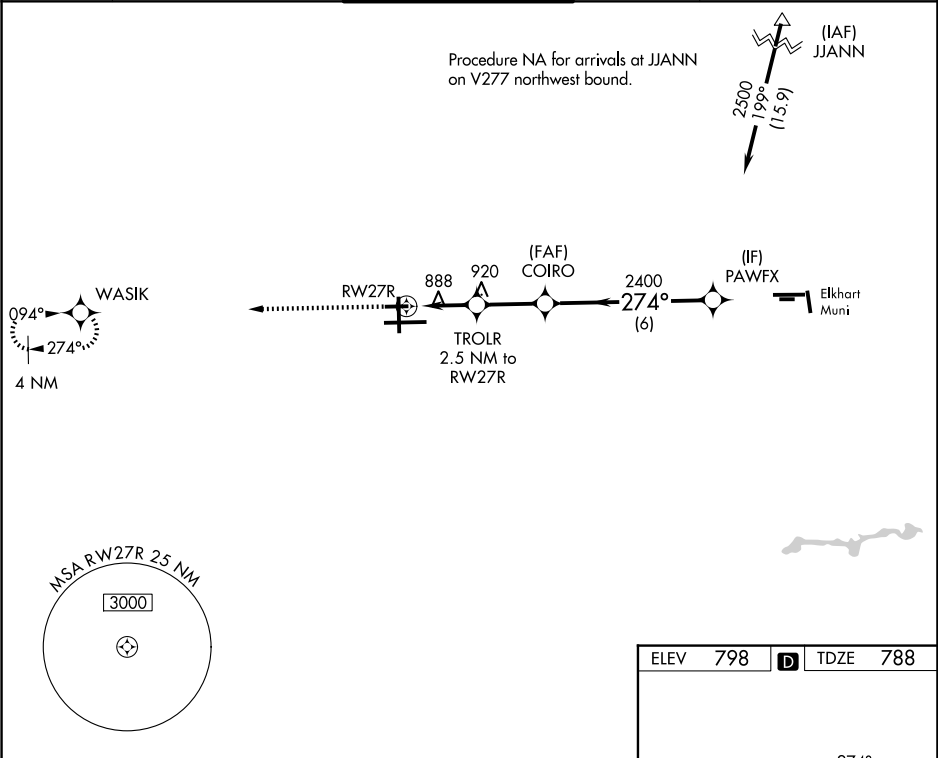 Procedure NA for arrivals at JJANN
on V277 northwest bound.
(IAF)
JJANN
2500
199°
(15.9)
094°
WASIK
274°
4 NM
RW27R
888
920
(FAF)
COIRO
2400
274°
(6)
(IF)
PAWFX
Elkhart
Muni
TROLR
2.5 NM to
RW27R
MSA RW27R 25 NM
3000
ELEV 798 D TDZE 788